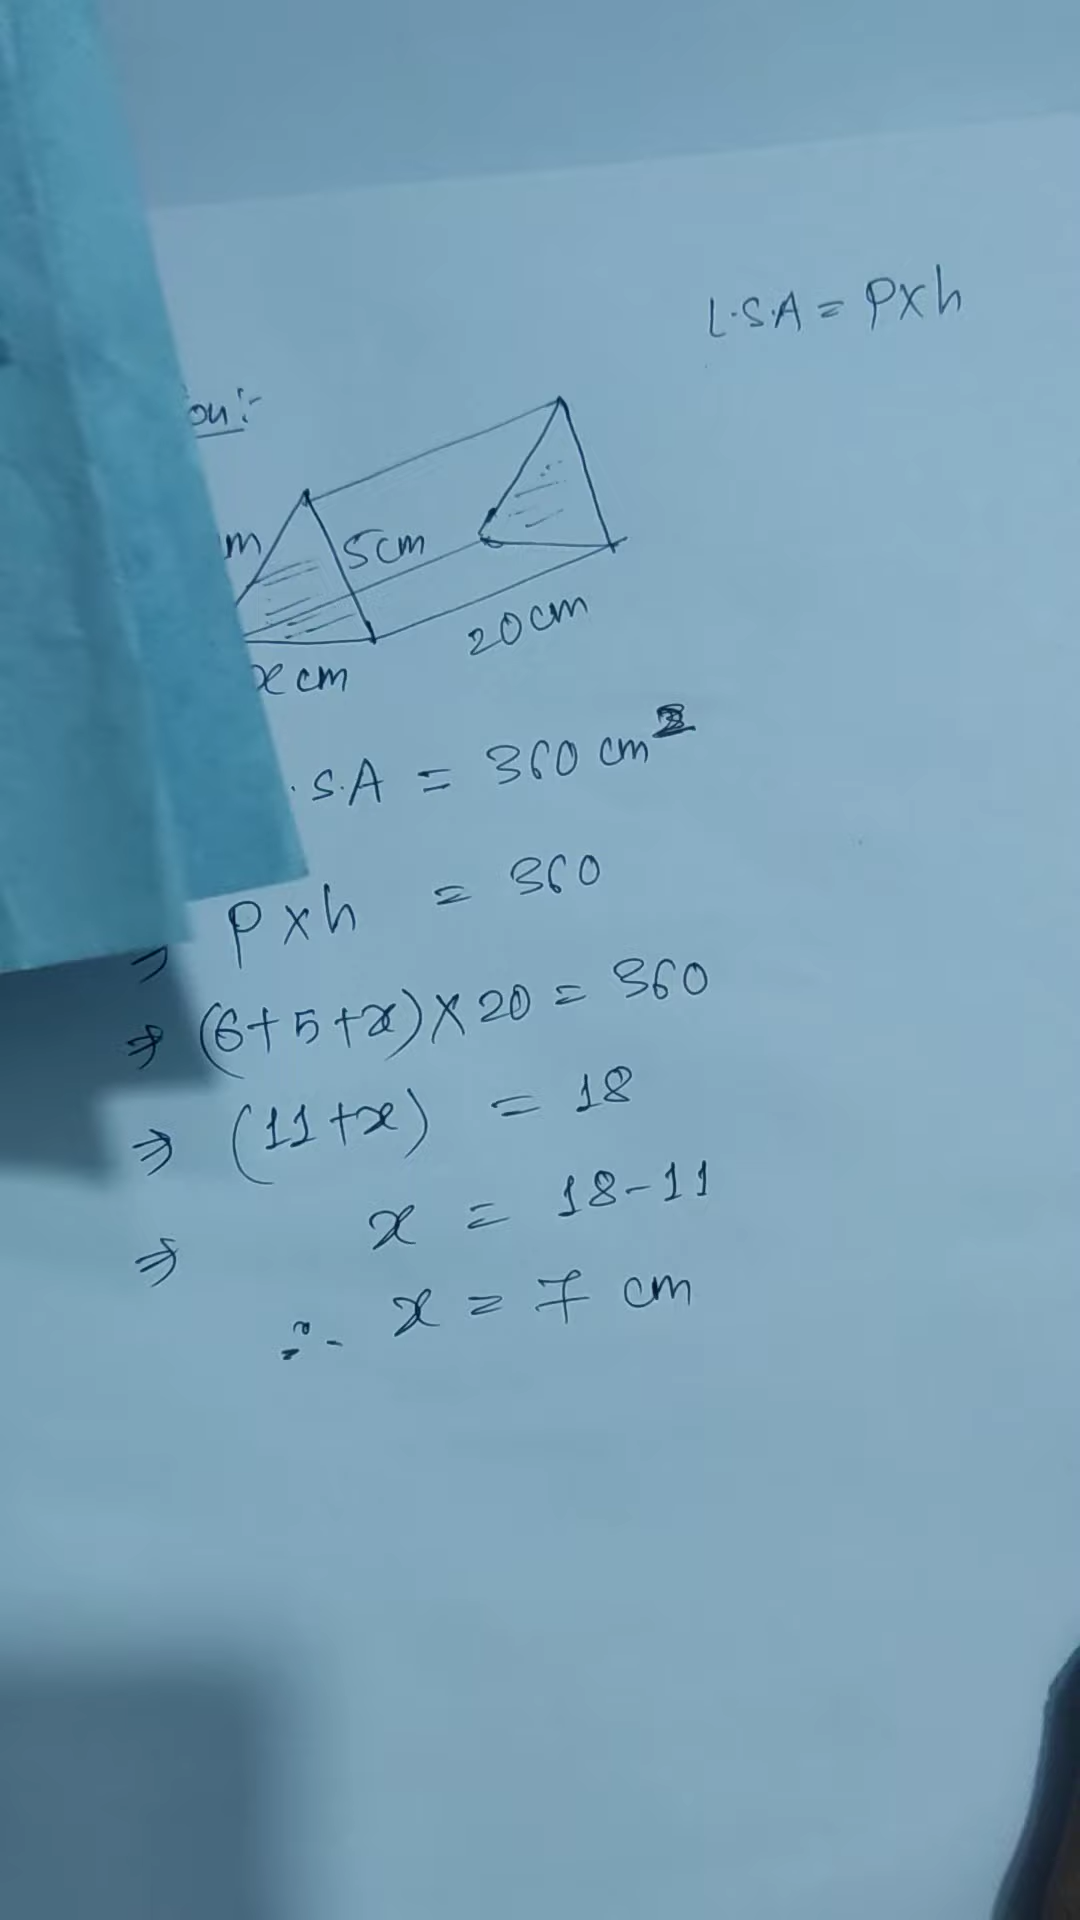 L.S.A = P×h
on:-
m
5cm
20cm
x cm
.S.A = 360 cm²
⇒ P×h = 360
⇒ (6+5+x)×20 = 360
⇒ (11+x) = 18
⇒ x = 18-11
∴ x = 7 cm